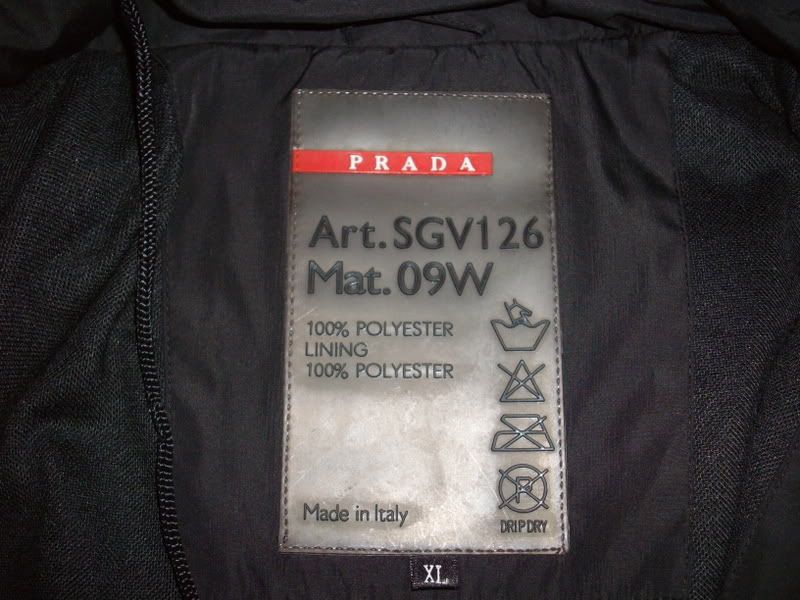 PRADA
Art. SGV126
Mat. 09W
100% POLYESTER
LINING
100% POLYESTER
P
Made in Italy
DRIP DRY
XL